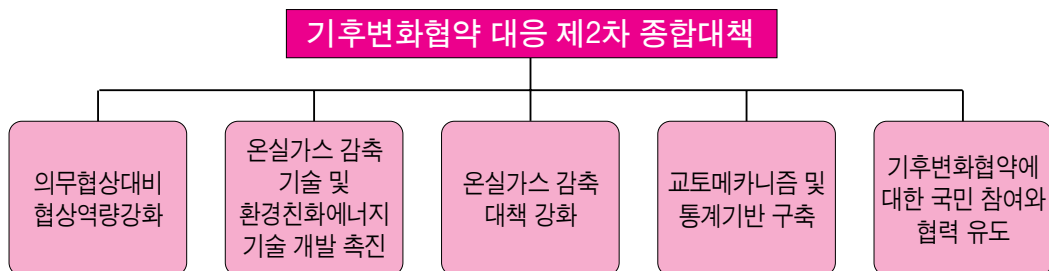 기후변화협약 대응 제2차 종합대책
의무협상대비
협상역량강화
온실가스 감축
기술 및
환경친화에너지
기술 개발 촉진
온실가스 감축
대책 강화
교토메카니즘 및
통계기반 구축
기후변화협약에
대한 국민 참여와
협력 유도